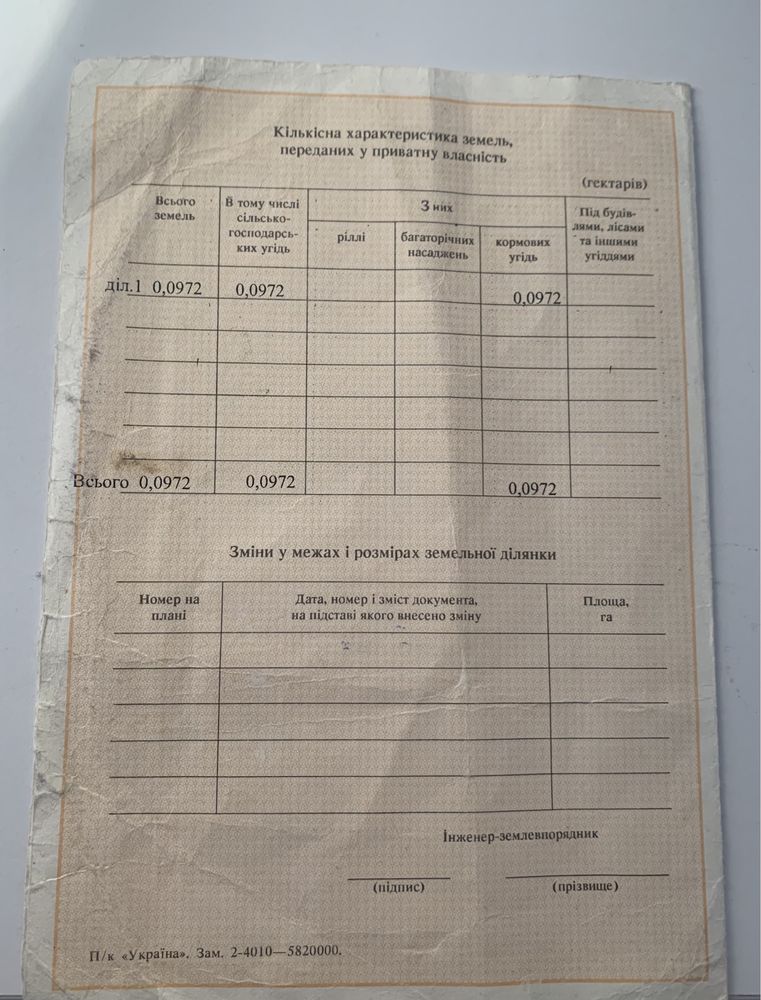 Кількісна характеристика земель,
переданих у приватну власність
(гектарів)
Всього
земель
В тому числі
сільсько-
господарсь-
ких угідь
З них
ріллі
багаторічних
насаджень
кормових
угідь
Під будів-
лями, лісами
та іншими
угіддями
діл.1 0,0972 0,0972 0,0972
Всього 0,0972 0,0972 0,0972
Зміни у межах і розмірах земельної ділянки
Номер на
плані
Дата, номер і зміст документа,
на підставі якого внесено зміну
Площа,
га
Інженер-землевпорядник
(підпис) (прізвище)
П/к «Україна». Зам. 2-4010—5820000.